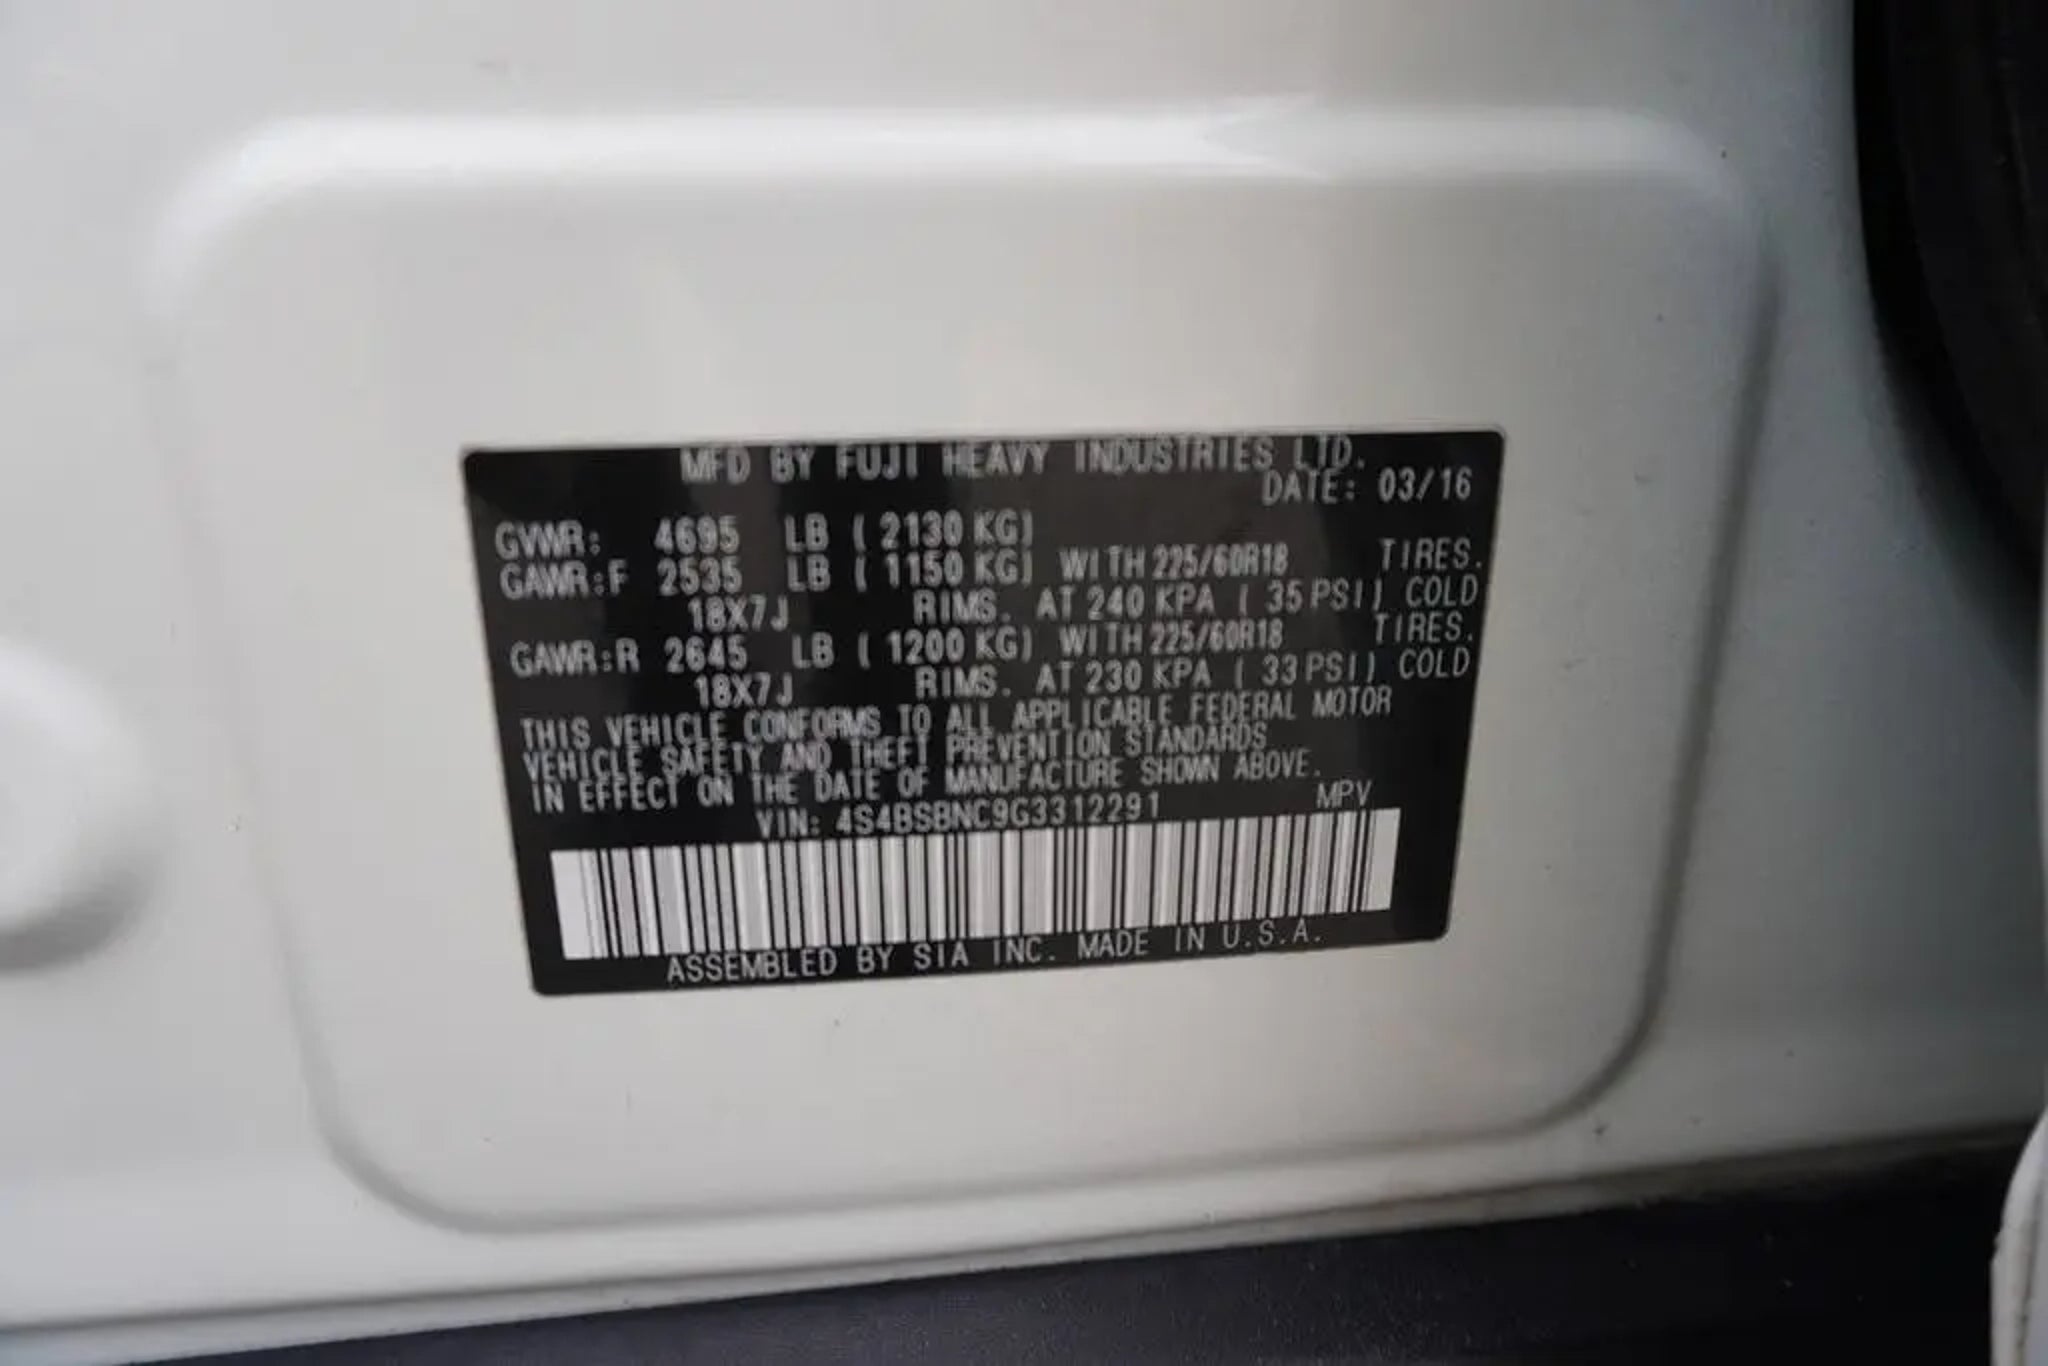 MFD BY FUJI HEAVY INDUSTRIES LTD.
DATE: 03/16
GVWR: 4695 LB ( 2130 KG)
GAWR:F 2535 LB ( 1150 KG) WITH 225/60R18 TIRES.
18X7J RIMS. AT 240 KPA ( 35 PSI) COLD
GAWR:R 2645 LB ( 1200 KG) WITH 225/60R18 TIRES.
18X7J RIMS. AT 230 KPA ( 33 PSI) COLD
THIS VEHICLE CONFORMS TO ALL APPLICABLE FEDERAL MOTOR
VEHICLE SAFETY AND THEFT PREVENTION STANDARDS
IN EFFECT ON THE DATE OF MANUFACTURE SHOWN ABOVE.
VIN: 4S4BSBNC9G3312291 MPV
ASSEMBLED BY SIA INC. MADE IN U.S.A.